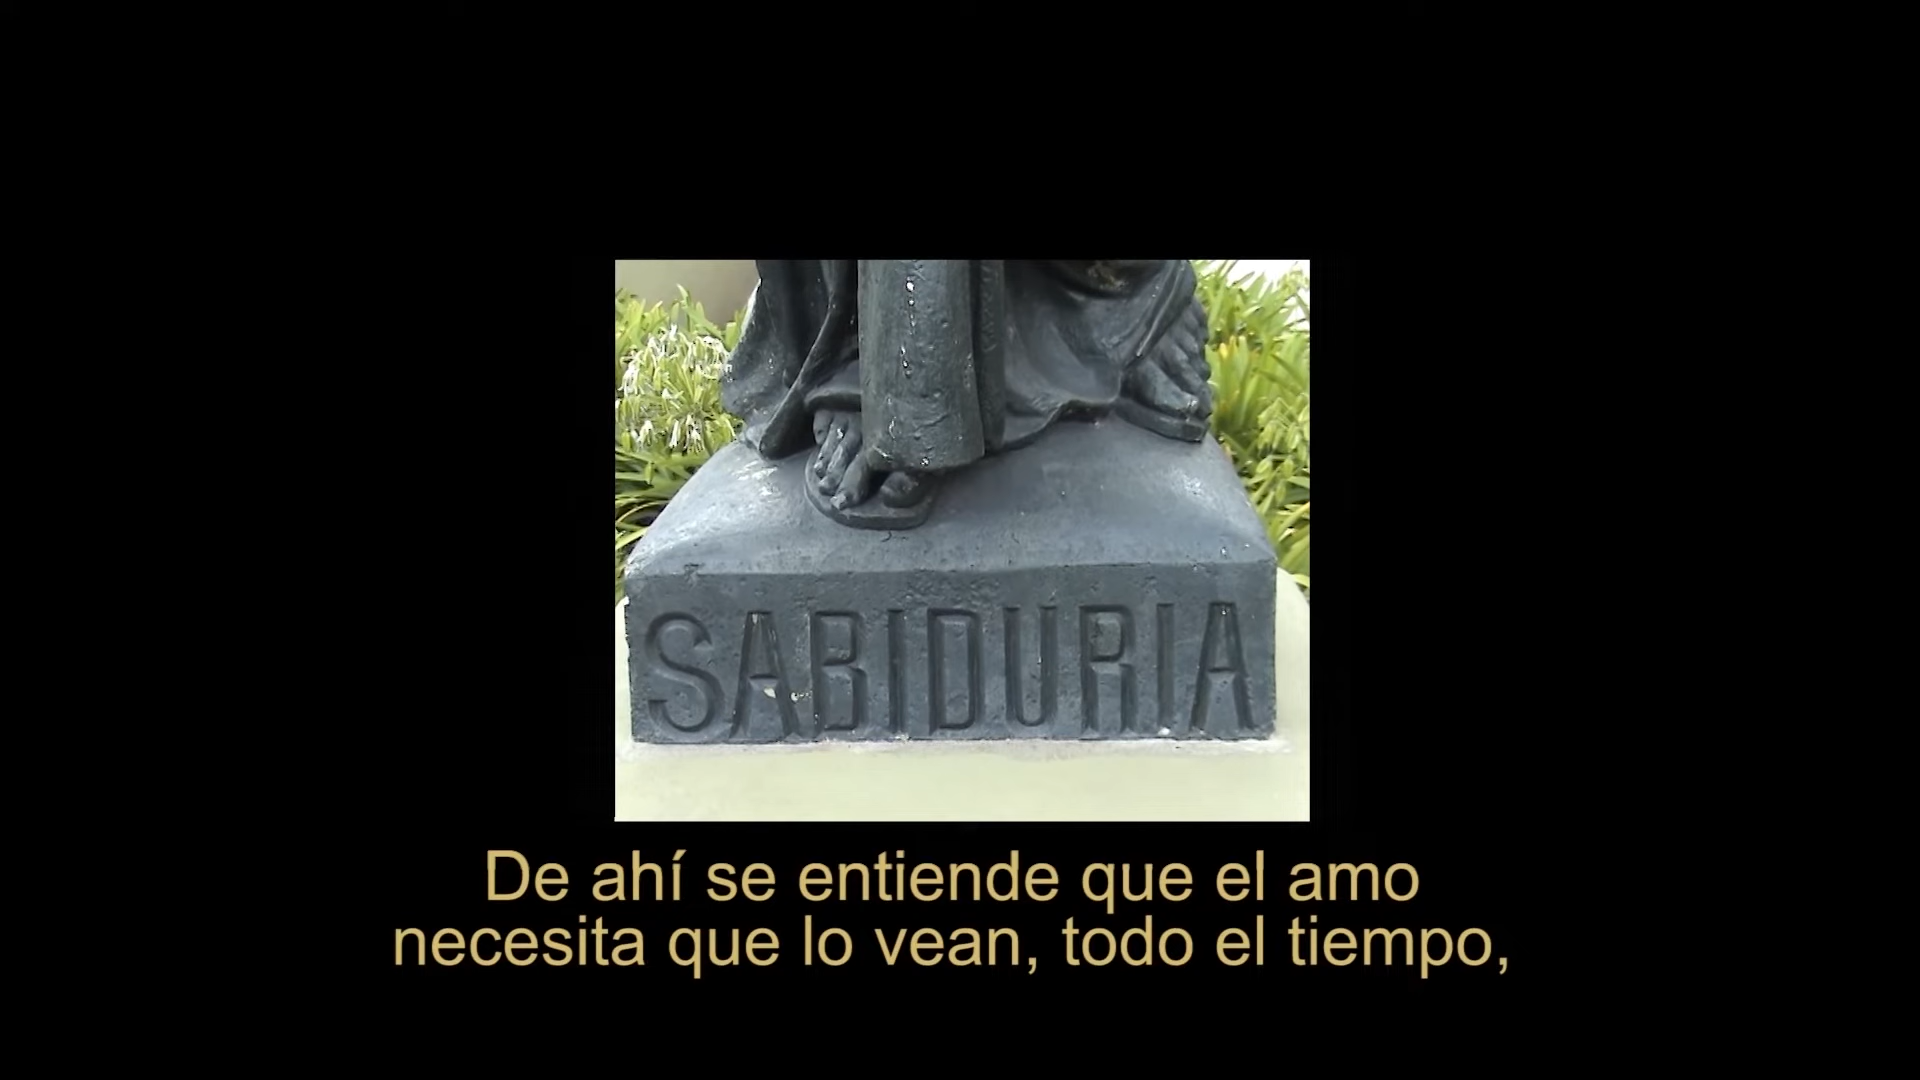 SABIDURIA
De ahí se entiende que el amo
necesita que lo vean, todo el tiempo,